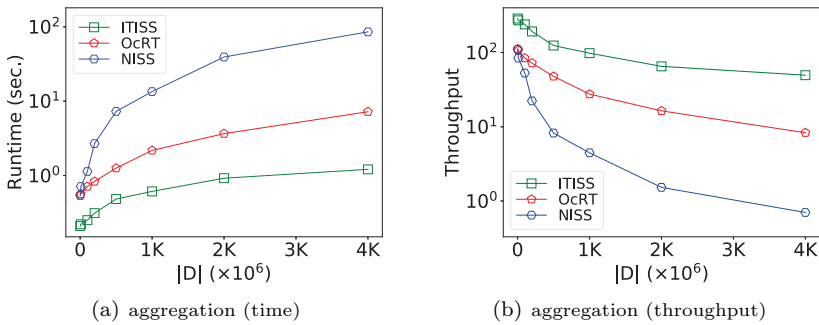 ITISS
OcRT
NISS
Runtime (sec.)
10²
10¹
10⁰
0
1K
2K
3K
4K
|D| (×10⁶)
(a) aggregation (time)
Throughput
10²
10¹
10⁰
ITISS
OcRT
NISS
0
1K
2K
3K
4K
|D| (×10⁶)
(b) aggregation (throughput)